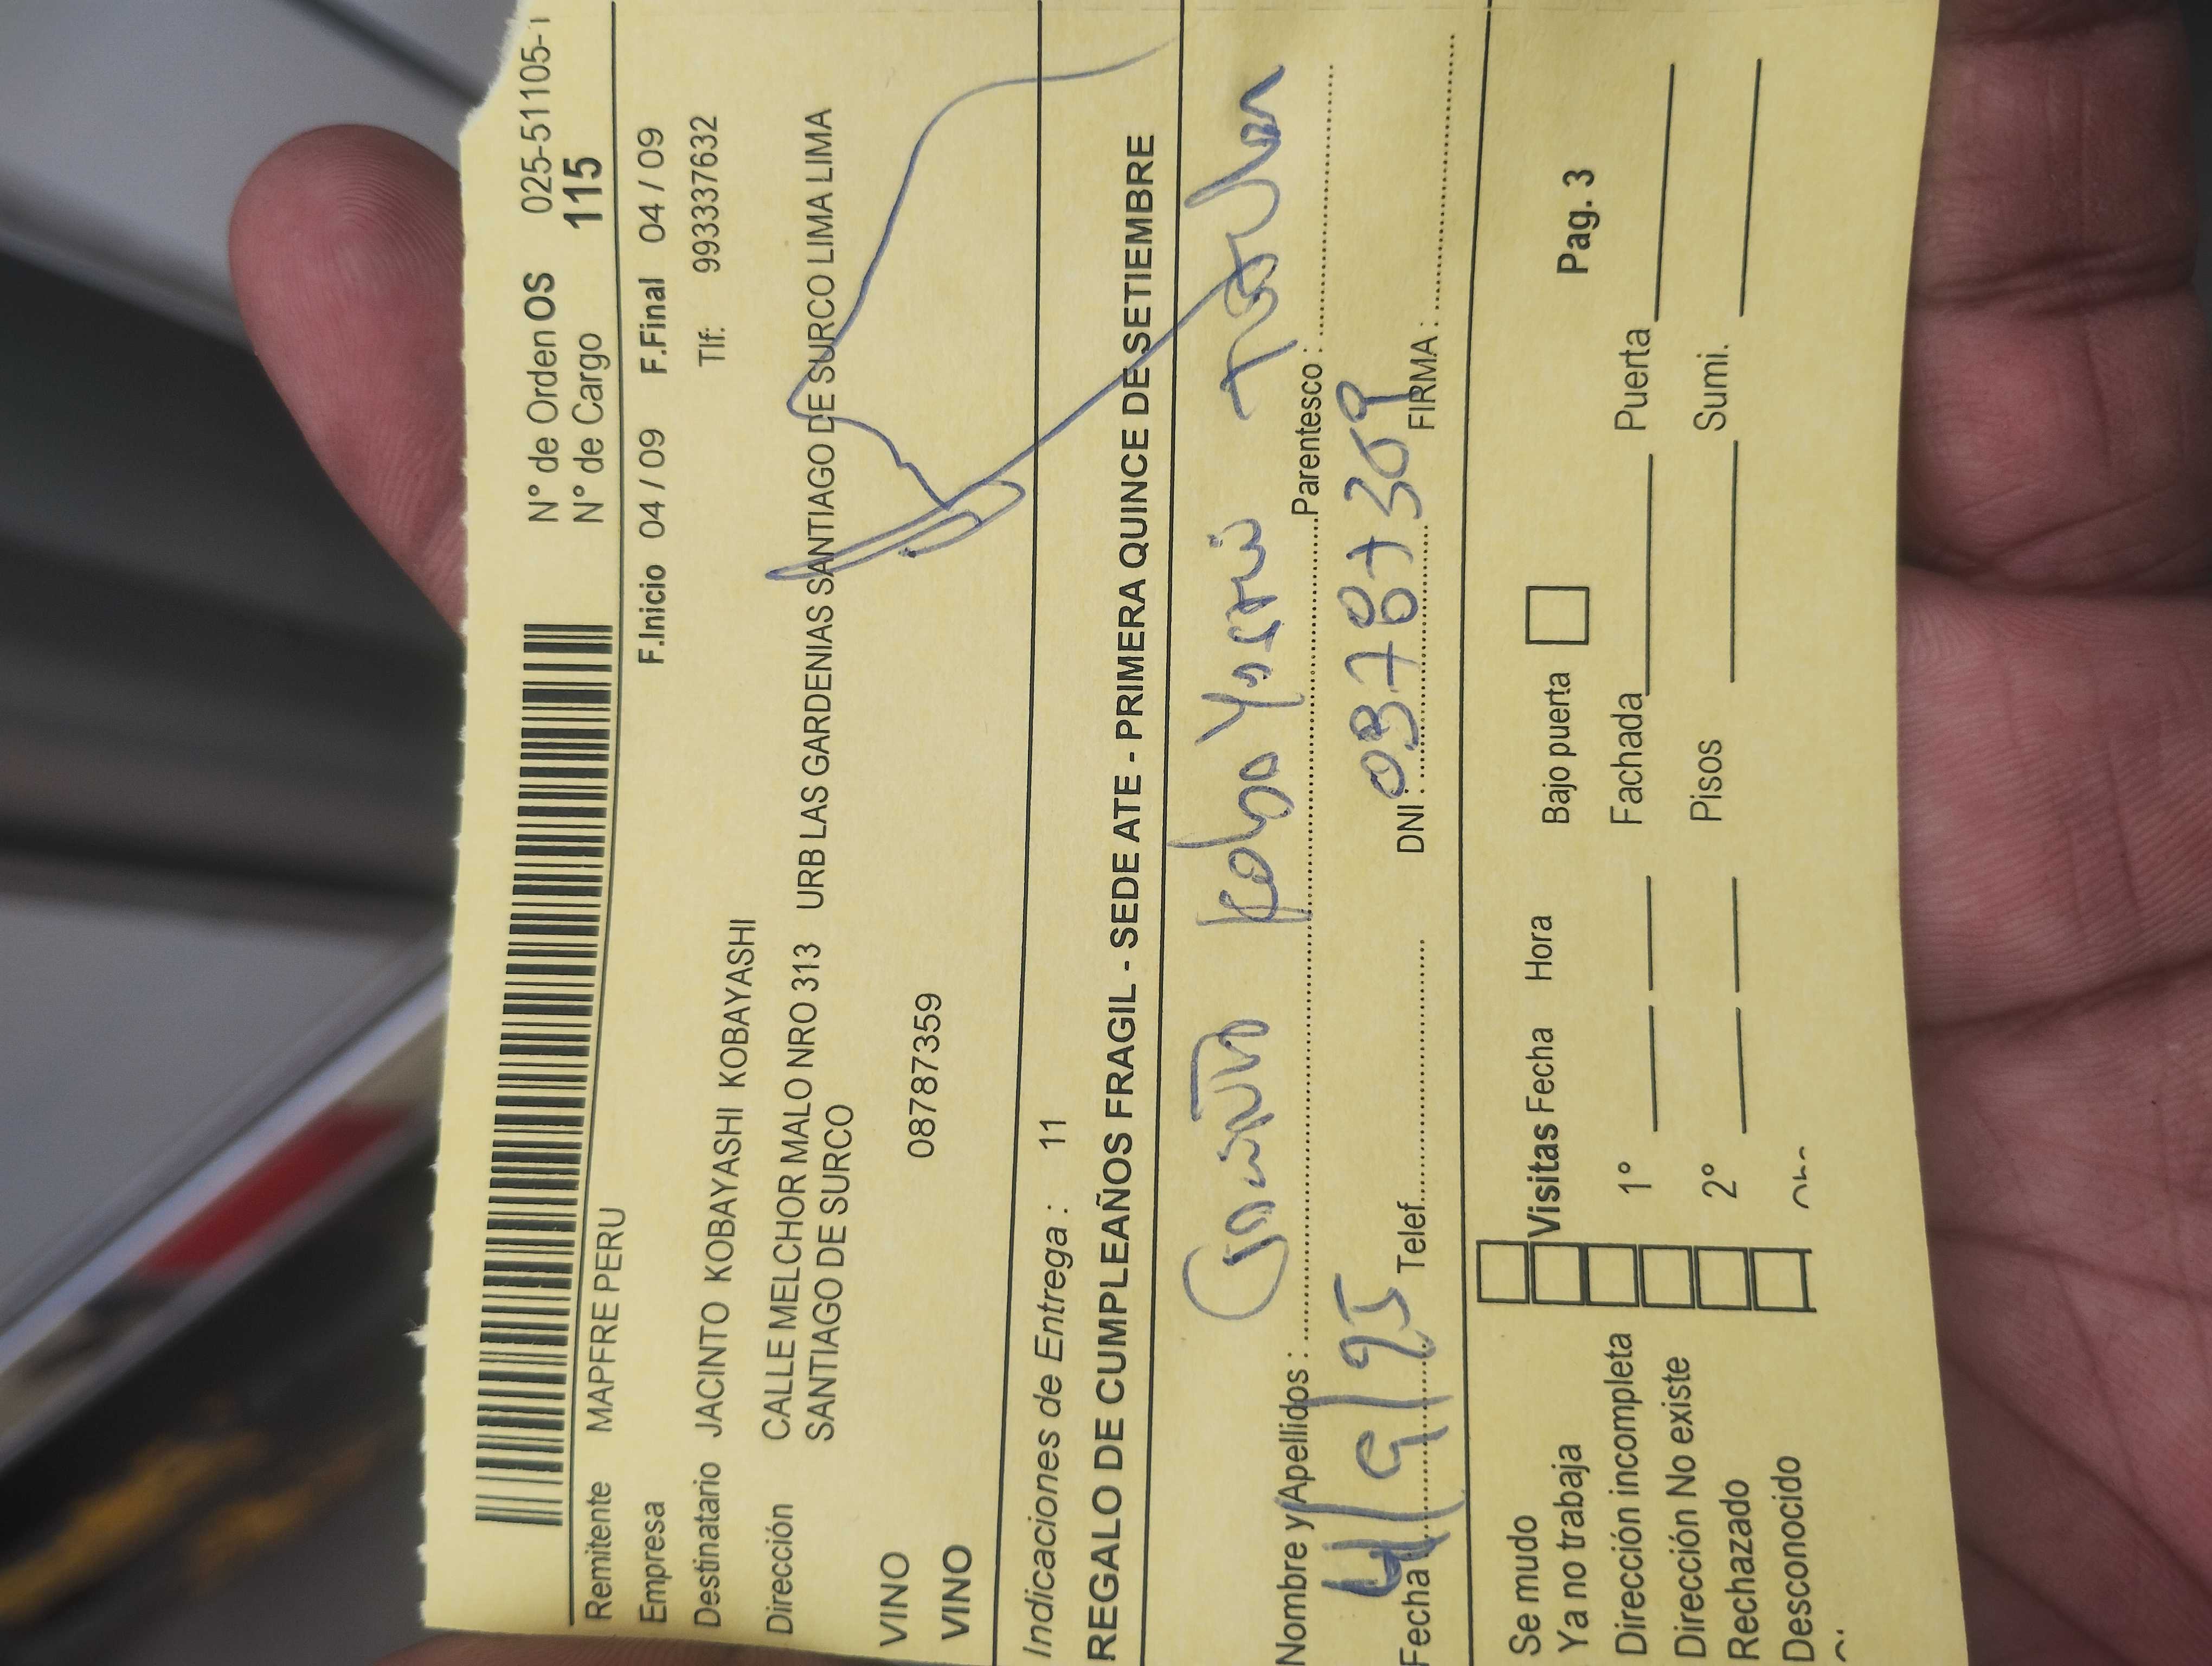 N° de Orden OS 025-51105-1
N° de Cargo 115
Remitente MAPFRE PERU
Empresa F.Inicio 04 / 09 F.Final 04 / 09
Destinatario JACINTO KOBAYASHI KOBAYASHI Tlf: 993337632
Dirección CALLE MELCHOR MALO NRO 313 URB LAS GARDENIAS SANTIAGO DE SURCO LIMA LIMA
SANTIAGO DE SURCO
VINO 08787359
VINO
Indicaciones de Entrega : 11
REGALO DE CUMPLEAÑOS FRAGIL - SEDE ATE - PRIMERA QUINCE DE SETIEMBRE
Nombre y Apellidos : Jacinto Kobayashi Parentesco : Titular
Fecha 4/9/25 Telef. DNI : FIRMA :
Se mudo
Ya no trabaja Visitas Fecha Hora Bajo puerta Pag. 3
Dirección incompleta 1° Fachada Puerta
Dirección No existe
Rechazado 2° Pisos Sumi.
Desconocido